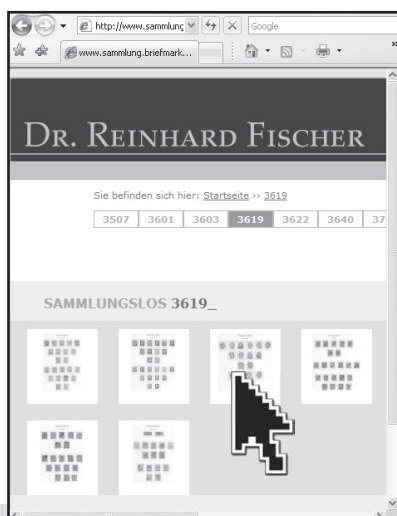 http://www.sammlung
Google
www.sammlung.briefmark...
DR. REINHARD FISCHER
Sie befinden sich hier: Startseite ›› 3619
3507 3601 3603 3619 3622 3640 37
SAMMLUNGSLOS 3619_